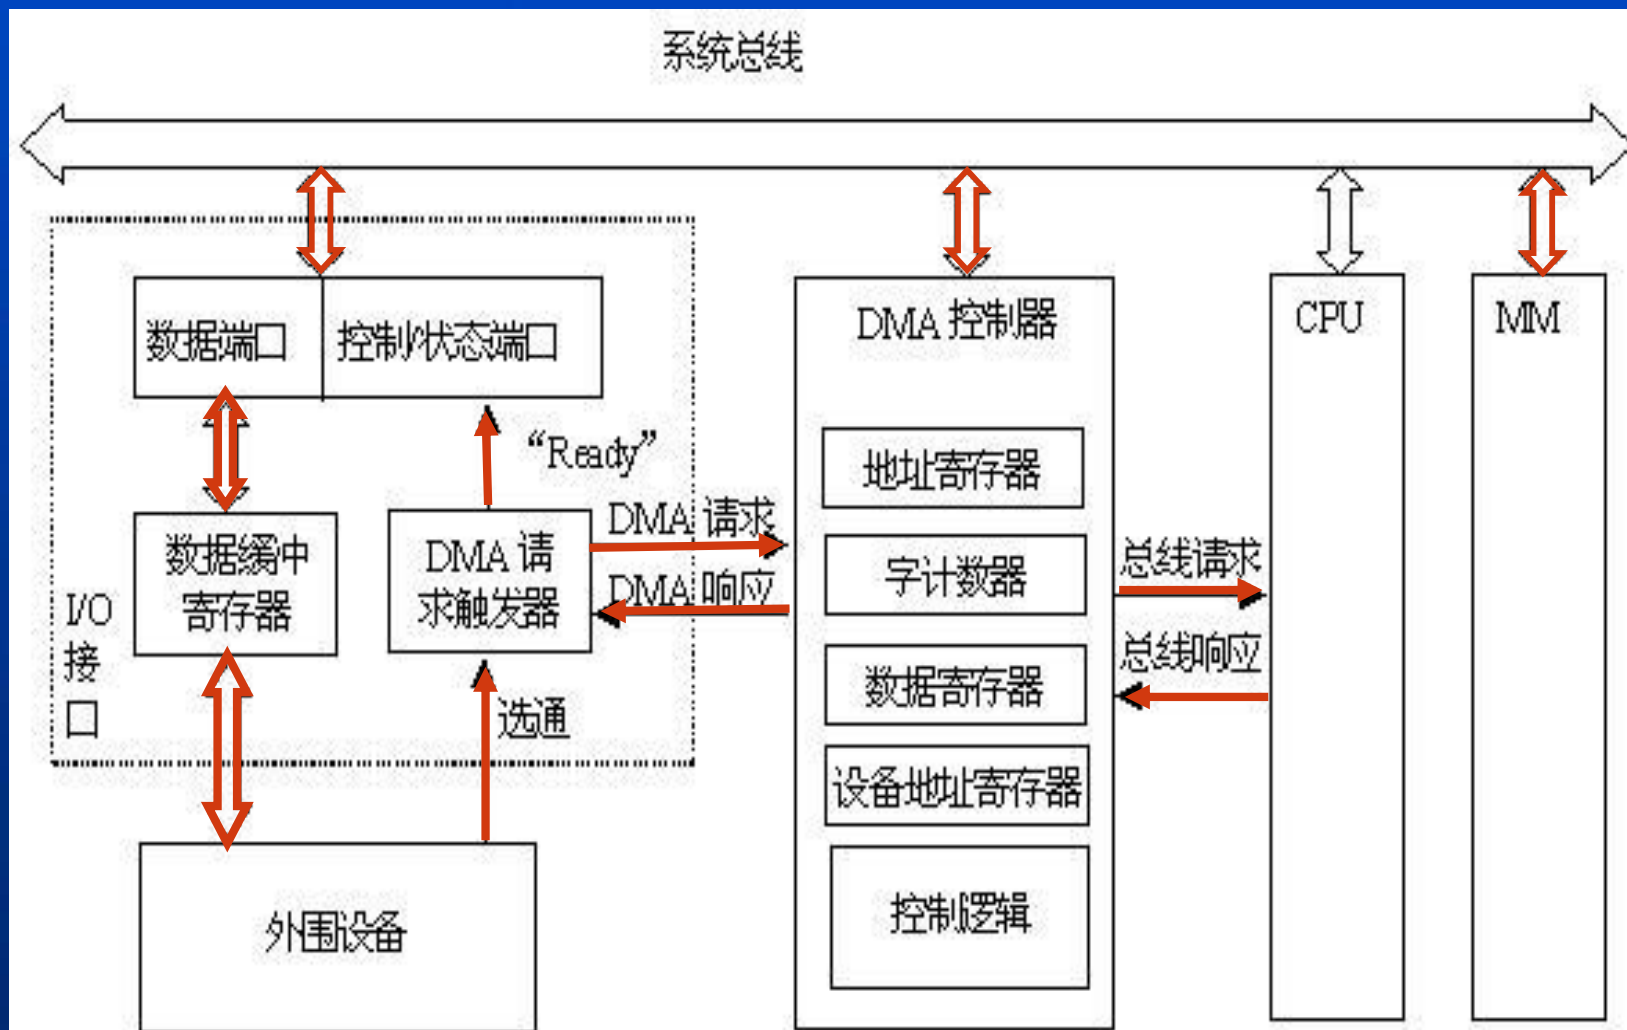 系统总线
数据端口
控制/状态端口
“Ready”
数据缓冲
寄存器
DMA 请
求触发器
I/O
接
口
选通
外围设备
DMA 请求
DMA 响应
DMA 控制器
地址寄存器
字计数器
数据寄存器
设备地址寄存器
控制逻辑
总线请求
总线响应
CPU
MM